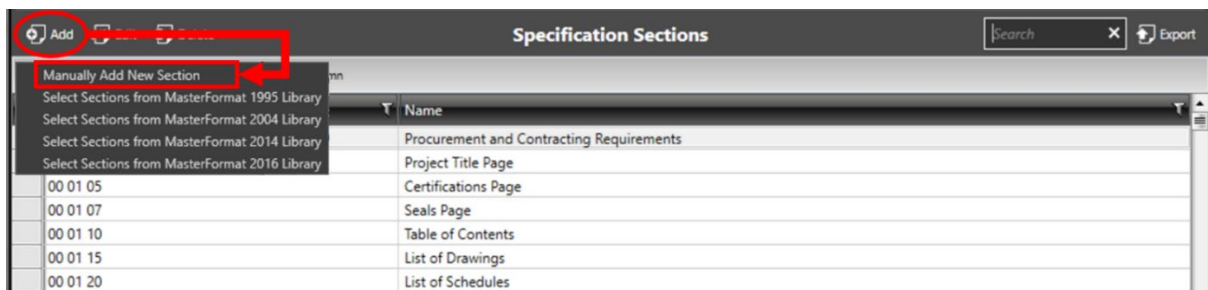 Add Specification Sections Search Export
Manually Add New Section mn
Select Sections from MasterFormat 1995 Library
Name
Select Sections from MasterFormat 2004 Library
Select Sections from MasterFormat 2014 Library
Procurement and Contracting Requirements
Select Sections from MasterFormat 2016 Library
Project Title Page
00 01 05 Certifications Page
00 01 07 Seals Page
00 01 10 Table of Contents
00 01 15 List of Drawings
00 01 20 List of Schedules